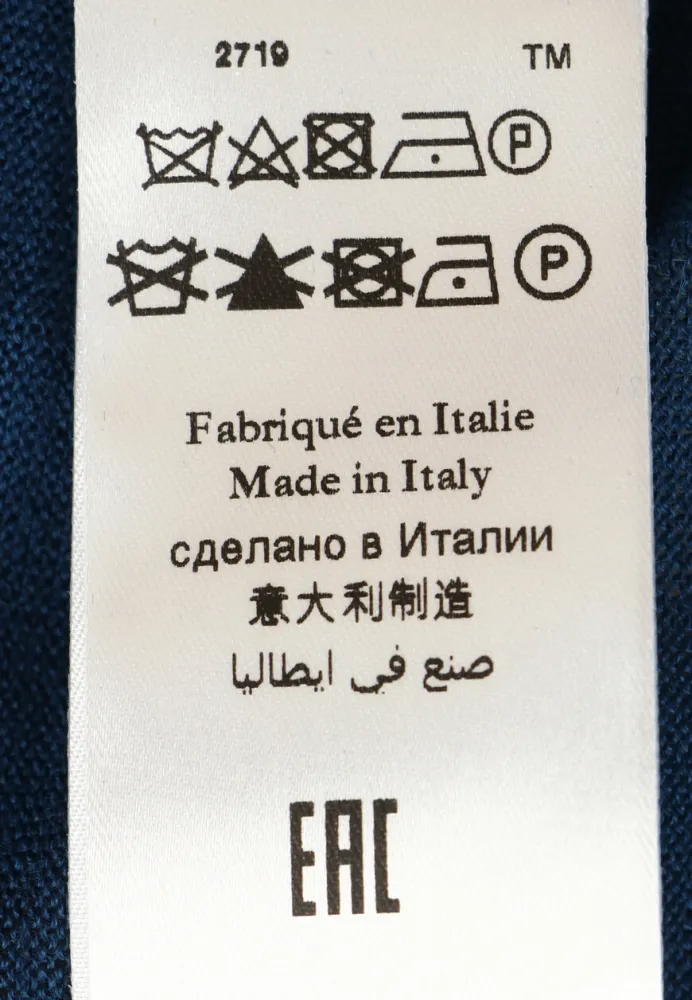 2719 TM
P
P
Fabriqué en Italie
Made in Italy
сделано в Италии
意大利制造
صنع في ايطاليا
EAC